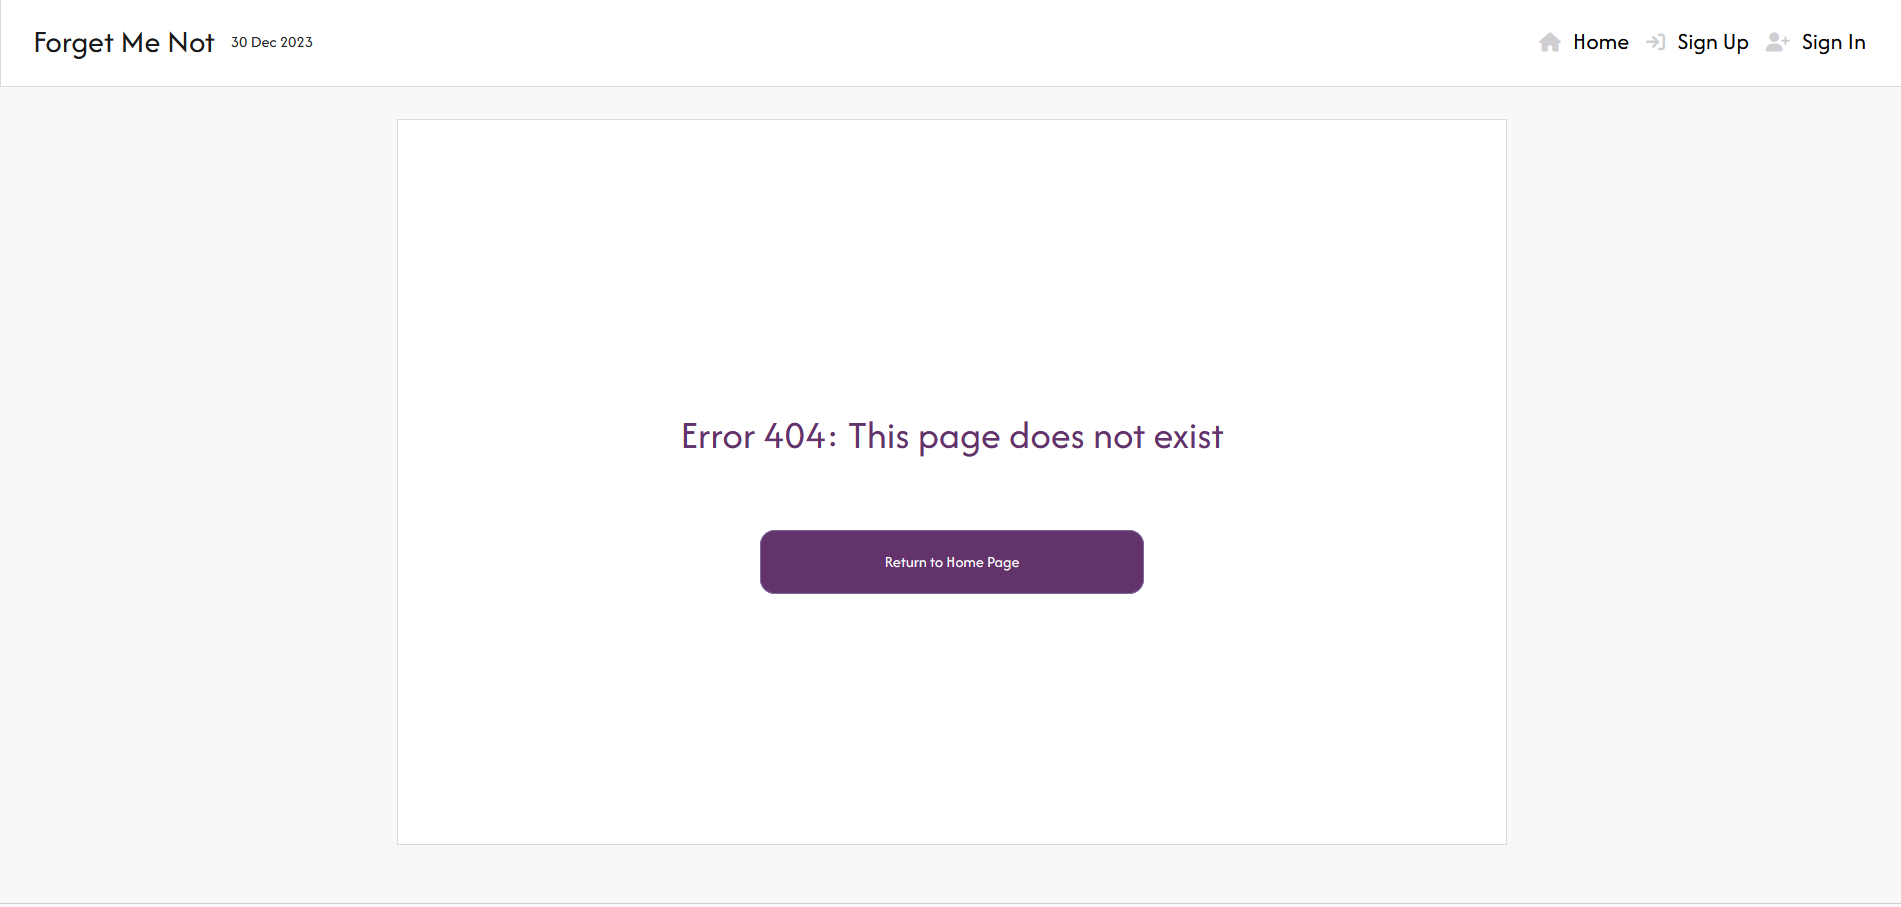 Forget Me Not 30 Dec 2023
Home Sign Up Sign In
Error 404: This page does not exist
Return to Home Page